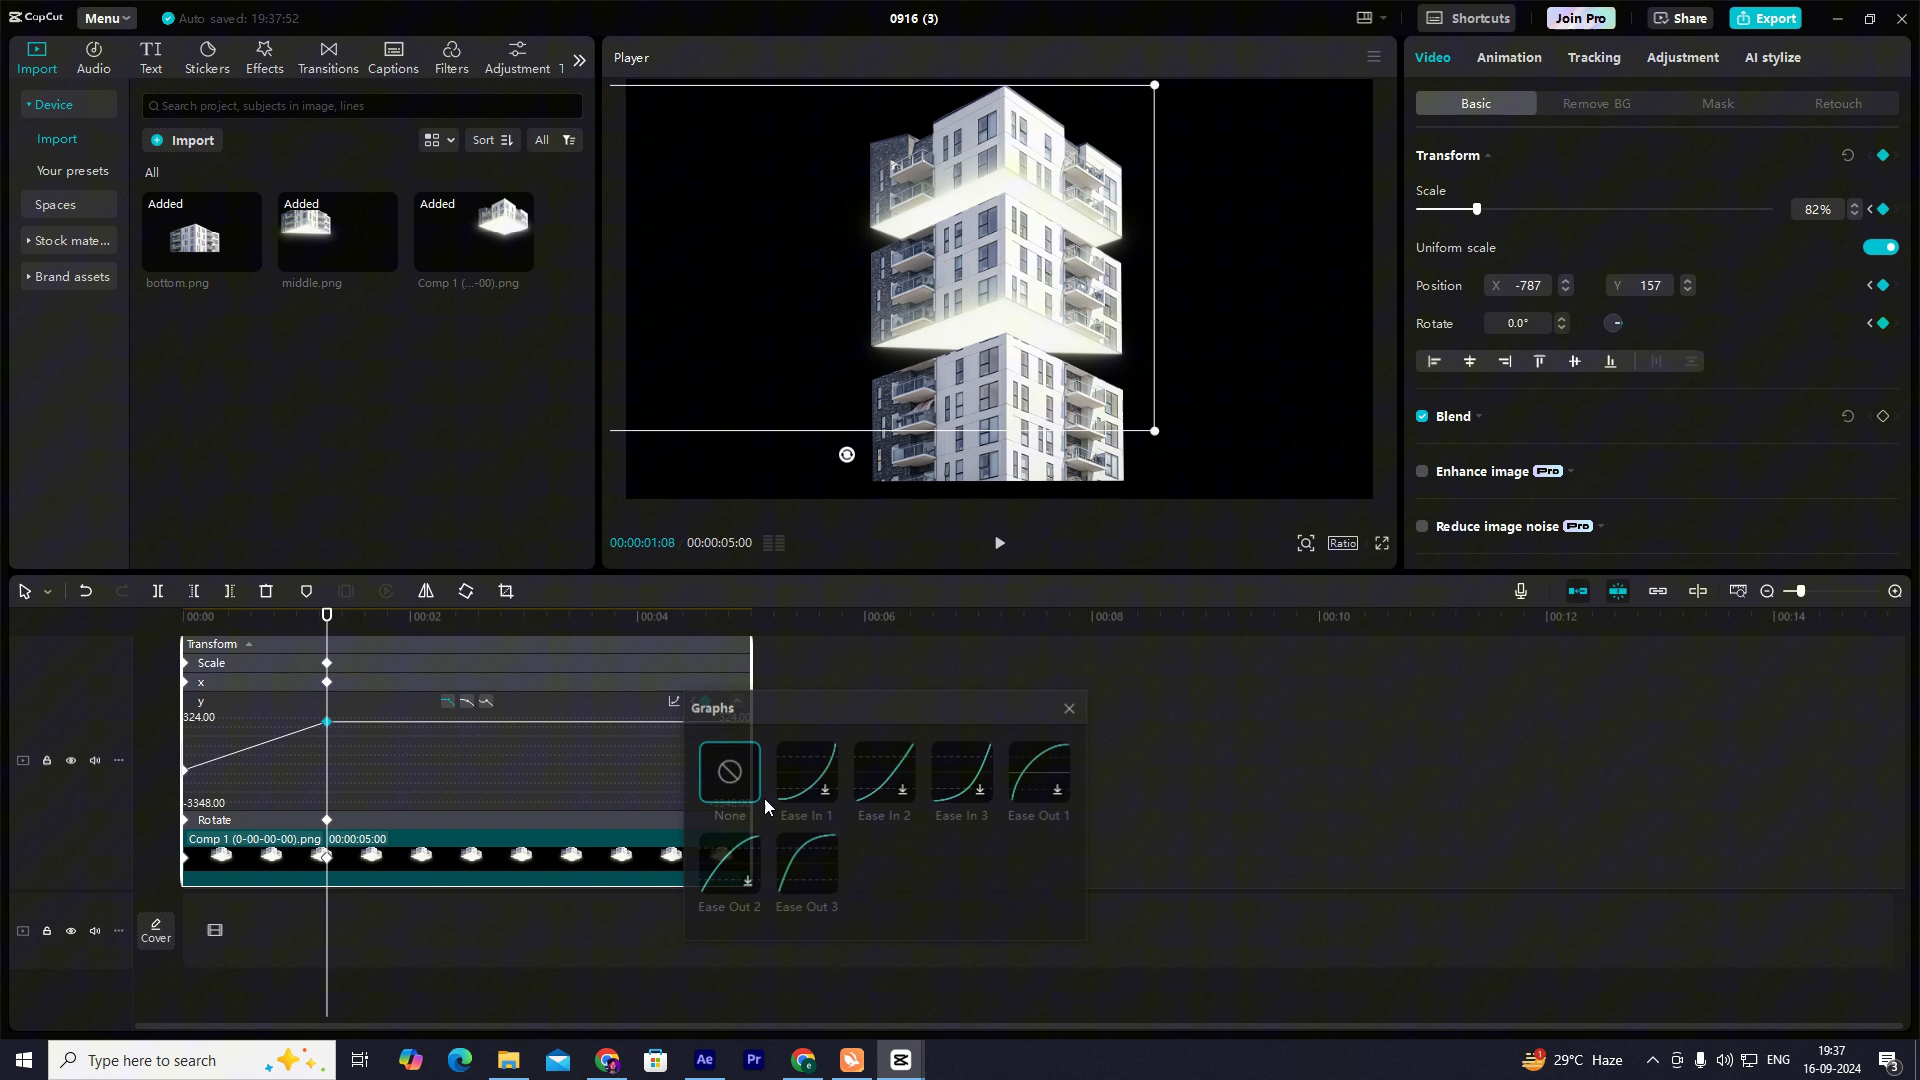 CapCut
Menu
Auto saved: 19:37:52
0916 (3)
Shortcuts
Join Pro
Share
Export
Import
Audio
Text
Stickers
Effects
Transitions
Captions
Filters
Adjustment
Device
Import
Your presets
Spaces
Stock mate...
Brand assets
Search project, subjects in image, lines
Import
Sort
All
All
Added
Added
Added
bottom.png
middle.png
Comp 1 (...-00).png
Player
00:00:01:08
00:00:05:00
Ratio
Video
Animation
Tracking
Adjustment
AI stylize
Basic
Remove BG
Mask
Retouch
Transform
Scale
82%
Uniform scale
Position
X -787
Y 157
Rotate
0.0°
Blend
Enhance image Pro
Reduce image noise Pro
00:00
00:02
00:04
00:06
00:08
00:10
00:12
00:14
Transform
Scale
x
y
324.00
-3348.00
Rotate
Comp 1 (0-00-00-00).png 00:00:05:00
Cover
Graphs
None
Ease In 1
Ease In 2
Ease In 3
Ease Out 1
Ease Out 2
Ease Out 3
Type here to search
Ae
Pr
29°C Haze
ENG
19:37
16-09-2024
3